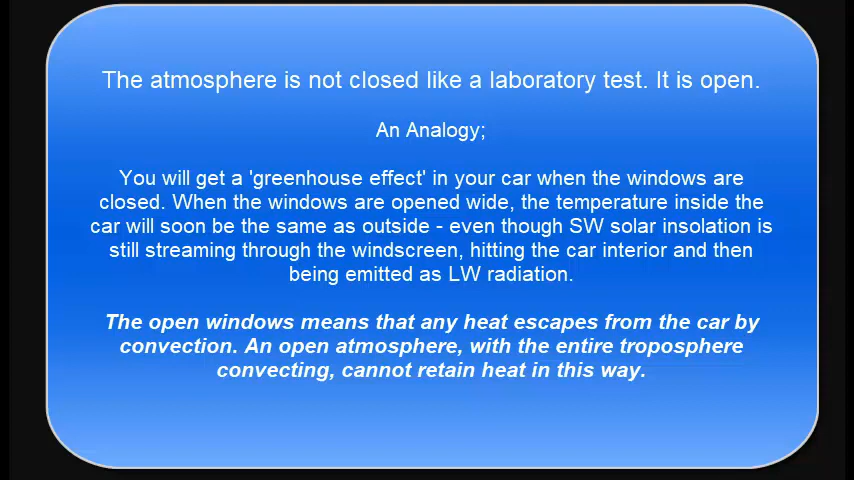 The atmosphere is not closed like a laboratory test. It is open.
An Analogy;
You will get a 'greenhouse effect' in your car when the windows are
closed. When the windows are opened wide, the temperature inside the
car will soon be the same as outside - even though SW solar insolation is
still streaming through the windscreen, hitting the car interior and then
being emitted as LW radiation.
The open windows means that any heat escapes from the car by
convection. An open atmosphere, with the entire troposphere
convecting, cannot retain heat in this way.